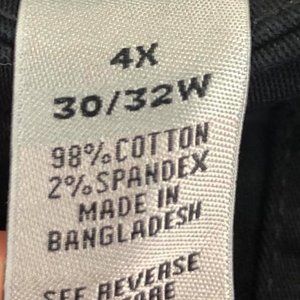 4X
30/32W
98% COTTON
2% SPANDEX
MADE IN
BANGLADESH
SEE REVERSE